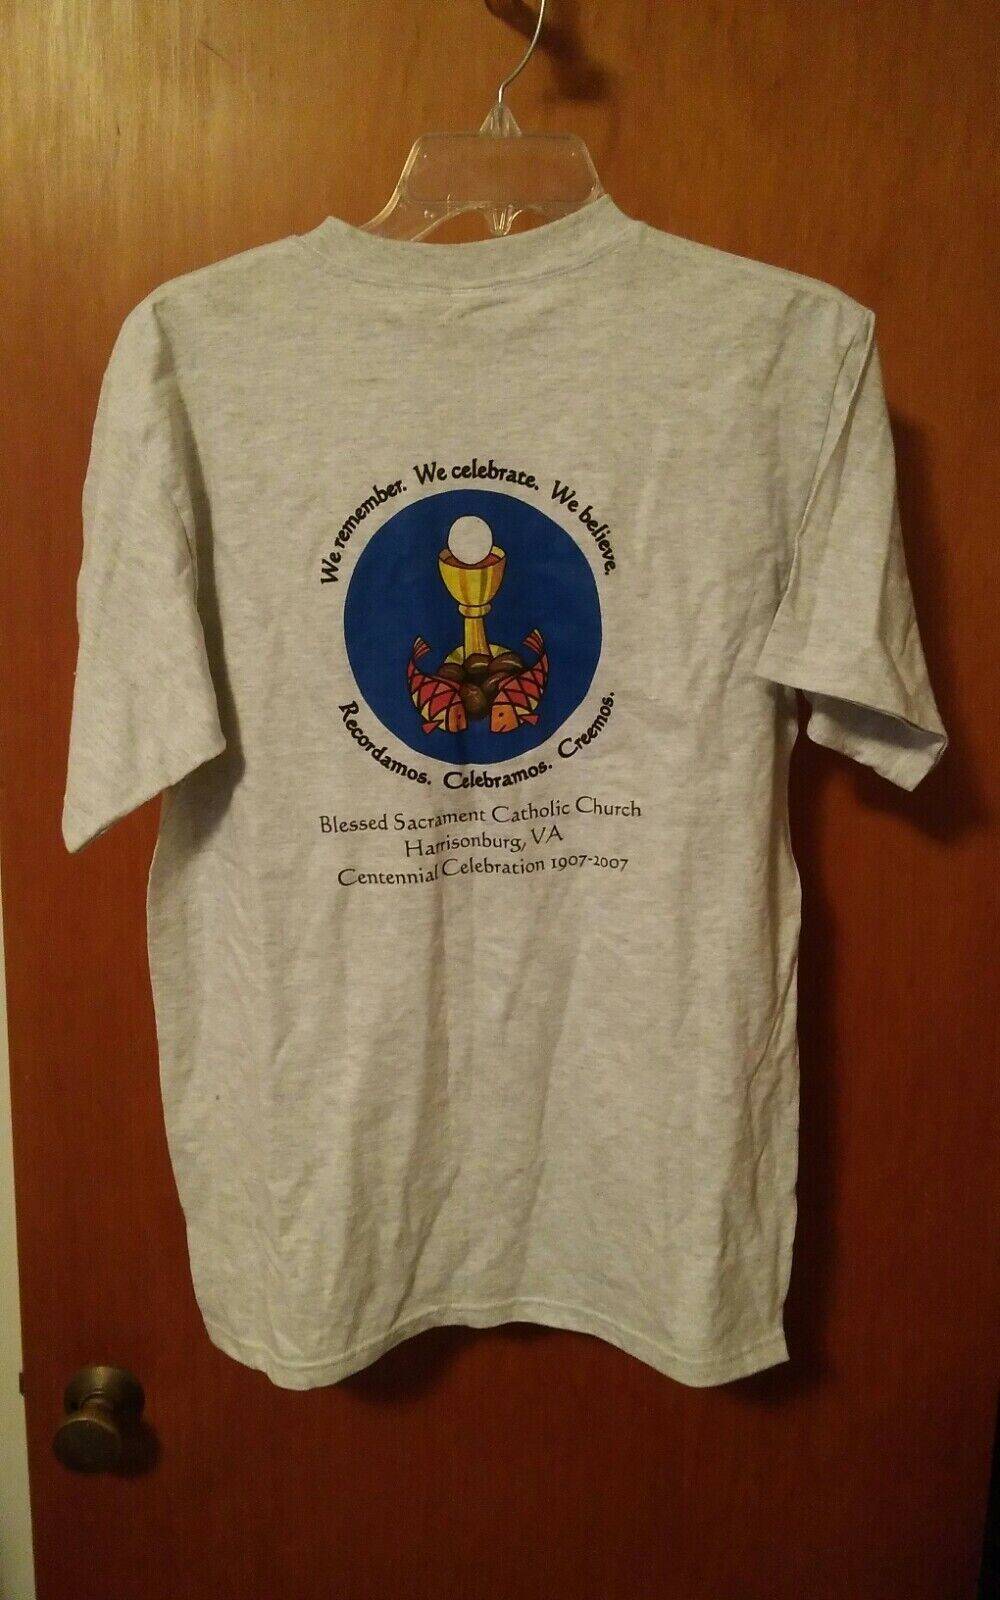 We remember. We celebrate. We believe.
Recordamos. Celebramos. Creemos.
Blessed Sacrament Catholic Church
Harrisonburg, VA
Centennial Celebration 1907-2007